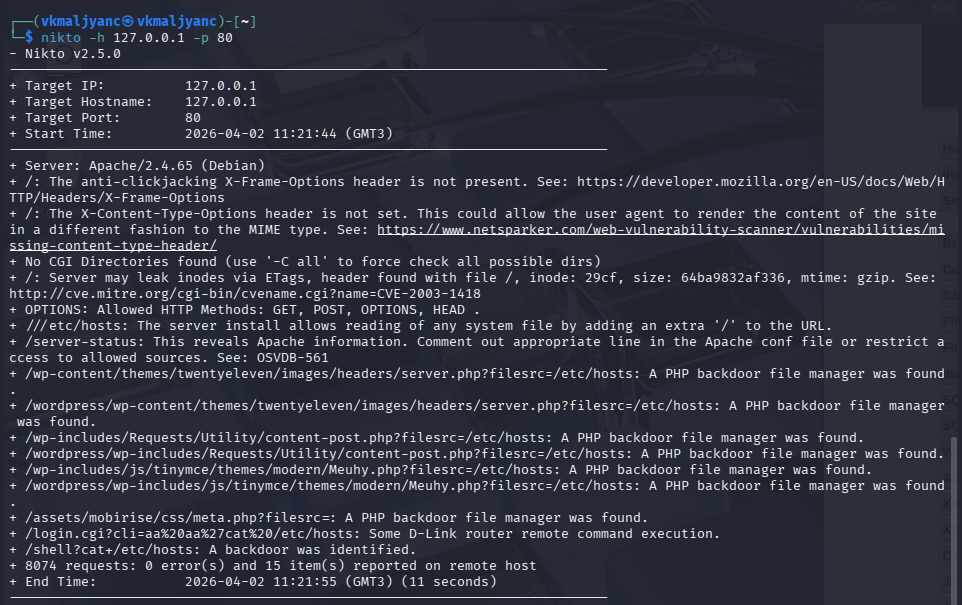 OffSec
┌──(vkmaljyanc㉿vkmaljyanc)-[~]
└─$ nikto -h 127.0.0.1 -p 80
- Nikto v2.5.0
---------------------------------------------------------------------------
+ Target IP:          127.0.0.1
+ Target Hostname:    127.0.0.1
+ Target Port:        80
+ Start Time:         2026-04-02 11:21:44 (GMT3)
---------------------------------------------------------------------------
+ Server: Apache/2.4.65 (Debian)
+ /: The anti-clickjacking X-Frame-Options header is not present. See: https://developer.mozilla.org/en-US/docs/Web/H
TTP/Headers/X-Frame-Options
+ /: The X-Content-Type-Options header is not set. This could allow the user agent to render the content of the site
in a different fashion to the MIME type. See: https://www.netsparker.com/web-vulnerability-scanner/vulnerabilities/mi
ssing-content-type-header/
+ No CGI Directories found (use '-C all' to force check all possible dirs)
+ /: Server may leak inodes via ETags, header found with file /, inode: 29cf, size: 64ba9832af336, mtime: gzip. See:
http://cve.mitre.org/cgi-bin/cvename.cgi?name=CVE-2003-1418
+ OPTIONS: Allowed HTTP Methods: GET, POST, OPTIONS, HEAD .
+ ///etc/hosts: The server install allows reading of any system file by adding an extra '/' to the URL.
+ /server-status: This reveals Apache information. Comment out appropriate line in the Apache conf file or restrict a
ccess to allowed sources. See: OSVDB-561
+ /wp-content/themes/twentyeleven/images/headers/server.php?filesrc=/etc/hosts: A PHP backdoor file manager was found
.
+ /wordpress/wp-content/themes/twentyeleven/images/headers/server.php?filesrc=/etc/hosts: A PHP backdoor file manager
 was found.
+ /wp-includes/Requests/Utility/content-post.php?filesrc=/etc/hosts: A PHP backdoor file manager was found.
+ /wordpress/wp-includes/Requests/Utility/content-post.php?filesrc=/etc/hosts: A PHP backdoor file manager was found.
+ /wp-includes/js/tinymce/themes/modern/Meuhy.php?filesrc=/etc/hosts: A PHP backdoor file manager was found.
+ /wordpress/wp-includes/js/tinymce/themes/modern/Meuhy.php?filesrc=/etc/hosts: A PHP backdoor file manager was found
.
+ /assets/mobirise/css/meta.php?filesrc=: A PHP backdoor file manager was found.
+ /login.cgi?cli=aa%20aa%27cat%20/etc/hosts: Some D-Link router remote command execution.
+ /shell?cat+/etc/hosts: A backdoor was identified.
+ 8074 requests: 0 error(s) and 15 item(s) reported on remote host
+ End Time:           2026-04-02 11:21:55 (GMT3) (11 seconds)
---------------------------------------------------------------------------